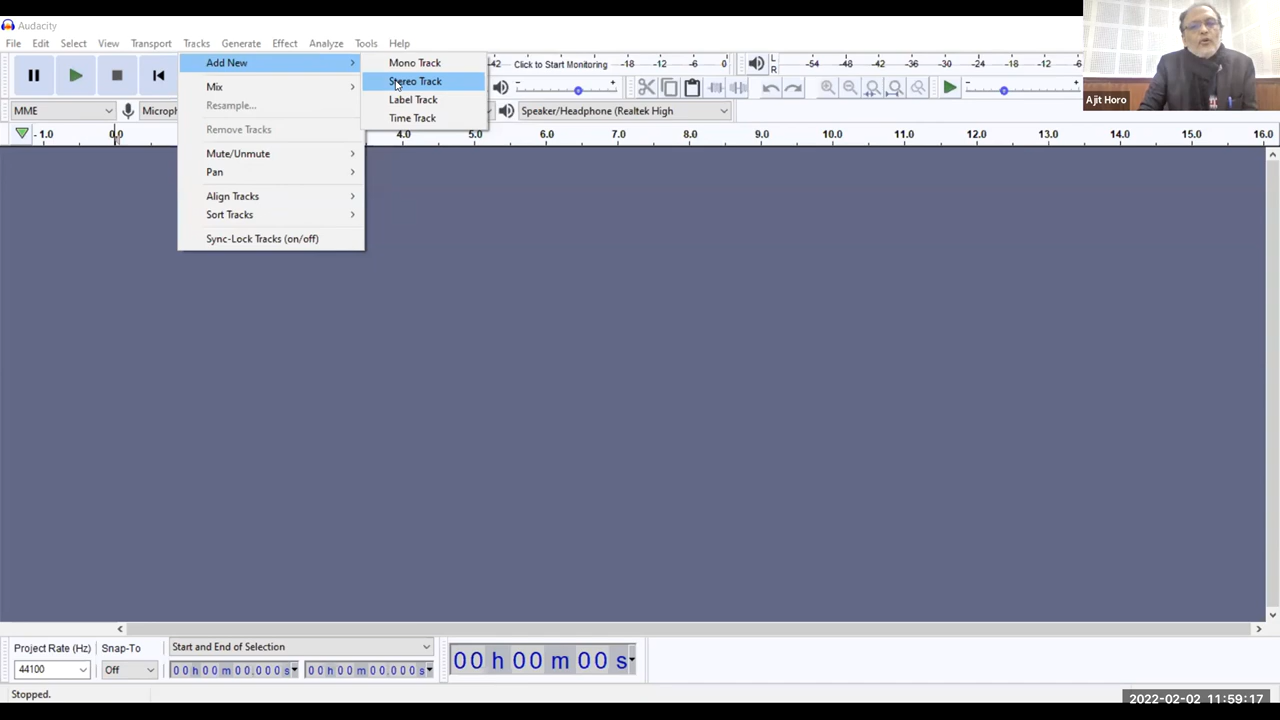 Audacity
File Edit Select View Transport Tracks Generate Effect Analyze Tools Help
Add New
Mix
Resample...
Remove Tracks
Mute/Unmute
Pan
Align Tracks
Sort Tracks
Sync-Lock Tracks (on/off)
Mono Track
Stereo Track
Label Track
Time Track
42 Click to Start Monitoring -18 -12 -6 0
L
R
-54 -48 -42 -36 -30 -24 -18 -12 -6
- +
- +
MME
Microph
Speaker/Headphone (Realtek High
Ajit Horo
-1.0 0.0 4.0 5.0 6.0 7.0 8.0 9.0 10.0 11.0 12.0 13.0 14.0 15.0 16.0
Project Rate (Hz) Snap-To Start and End of Selection
44100 Off 00 h 00 m 00.000 s 00 h 00 m 00.000 s
00 h 00 m 00 s
Stopped.
2022-02-02 11:59:17